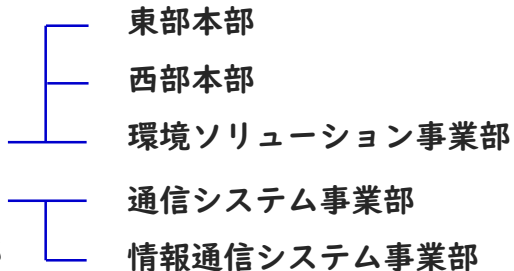 東部本部
西部本部
環境ソリューション事業部
通信システム事業部
情報通信システム事業部